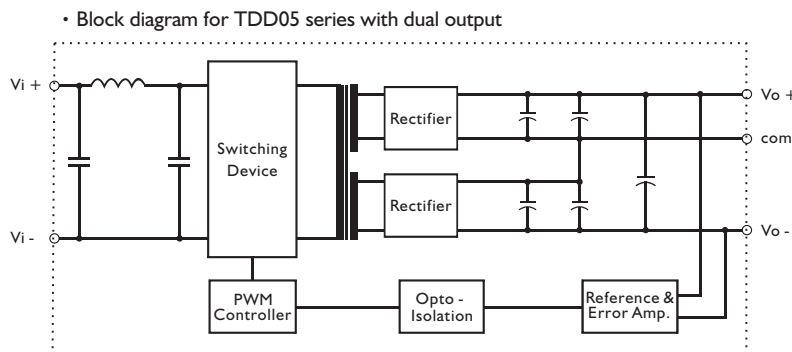 • Block diagram for TDD05 series with dual output
Vi +
Vi -
Switching
Device
Rectifier
Rectifier
Vo +
com
Vo -
PWM
Controller
Opto -
Isolation
Reference &
Error Amp.